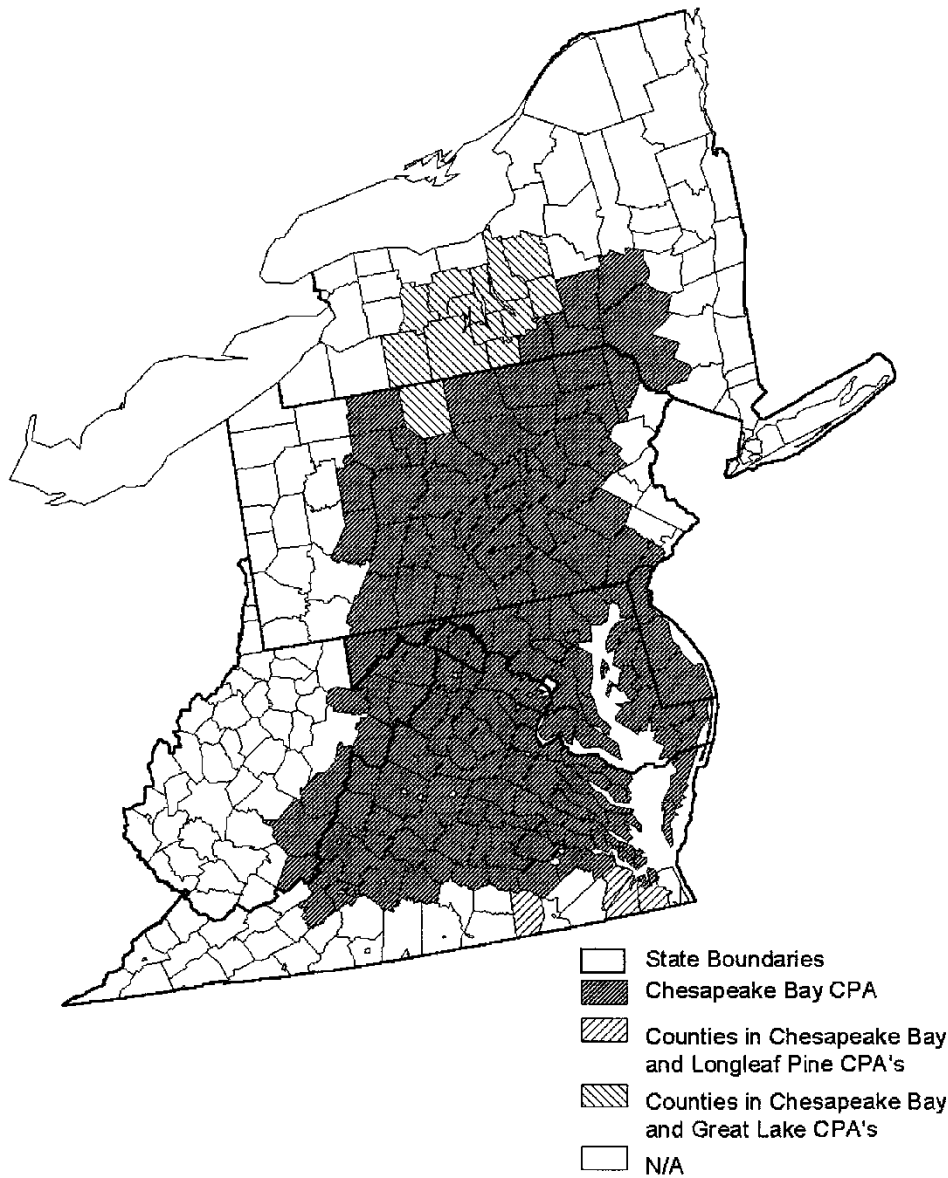 State Boundaries
Chesapeake Bay CPA
Counties in Chesapeake Bay
and Longleaf Pine CPA's
Counties in Chesapeake Bay
and Great Lake CPA's
N/A